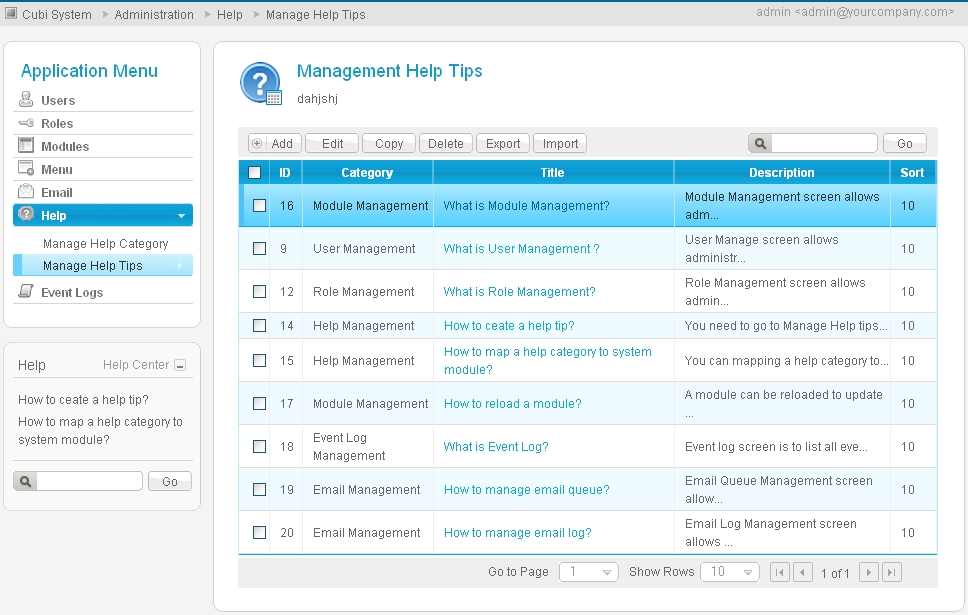 Cubi System Administration Help Manage Help Tips
admin <admin@yourcompany.com>
Application Menu
Users
Roles
Modules
Menu
Email
Help
Manage Help Category
Manage Help Tips
Event Logs
Help Help Center
How to ceate a help tip?
How to map a help category to
system module?
Go
Management Help Tips
dahjshj
Add Edit Copy Delete Export Import Go
ID Category Title Description Sort
16 Module Management What is Module Management? Module Management screen allows
adm... 10
9 User Management What is User Management ? User Manage screen allows
administr... 10
12 Role Management What is Role Management? Role Management screen allows
admin... 10
14 Help Management How to ceate a help tip? You need to go to Manage Help tips... 10
15 Help Management How to map a help category to system
module? You can mapping a help category to... 10
17 Module Management How to reload a module? A module can be reloaded to update
... 10
18 Event Log
Management What is Event Log? Event log screen is to list all eve... 10
19 Email Management How to manage email queue? Email Queue Management screen
allow... 10
20 Email Management How to manage email log? Email Log Management screen
allows ... 10
Go to Page 1 Show Rows 10 1 of 1